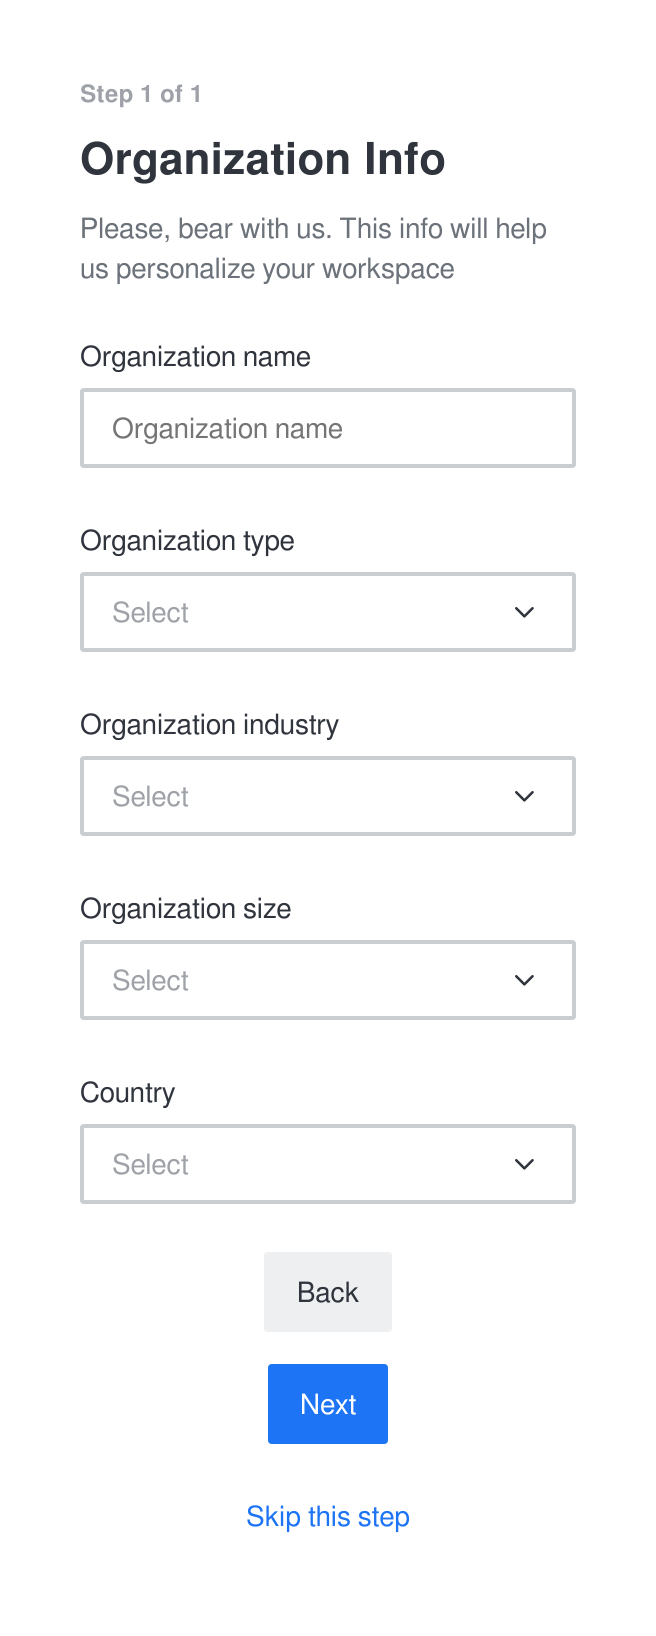 Step 1 of 1
Organization Info
Please, bear with us. This info will help
us personalize your workspace
Organization name
Organization name
Organization type
Select
Organization industry
Select
Organization size
Select
Country
Select
Back
Next
Skip this step